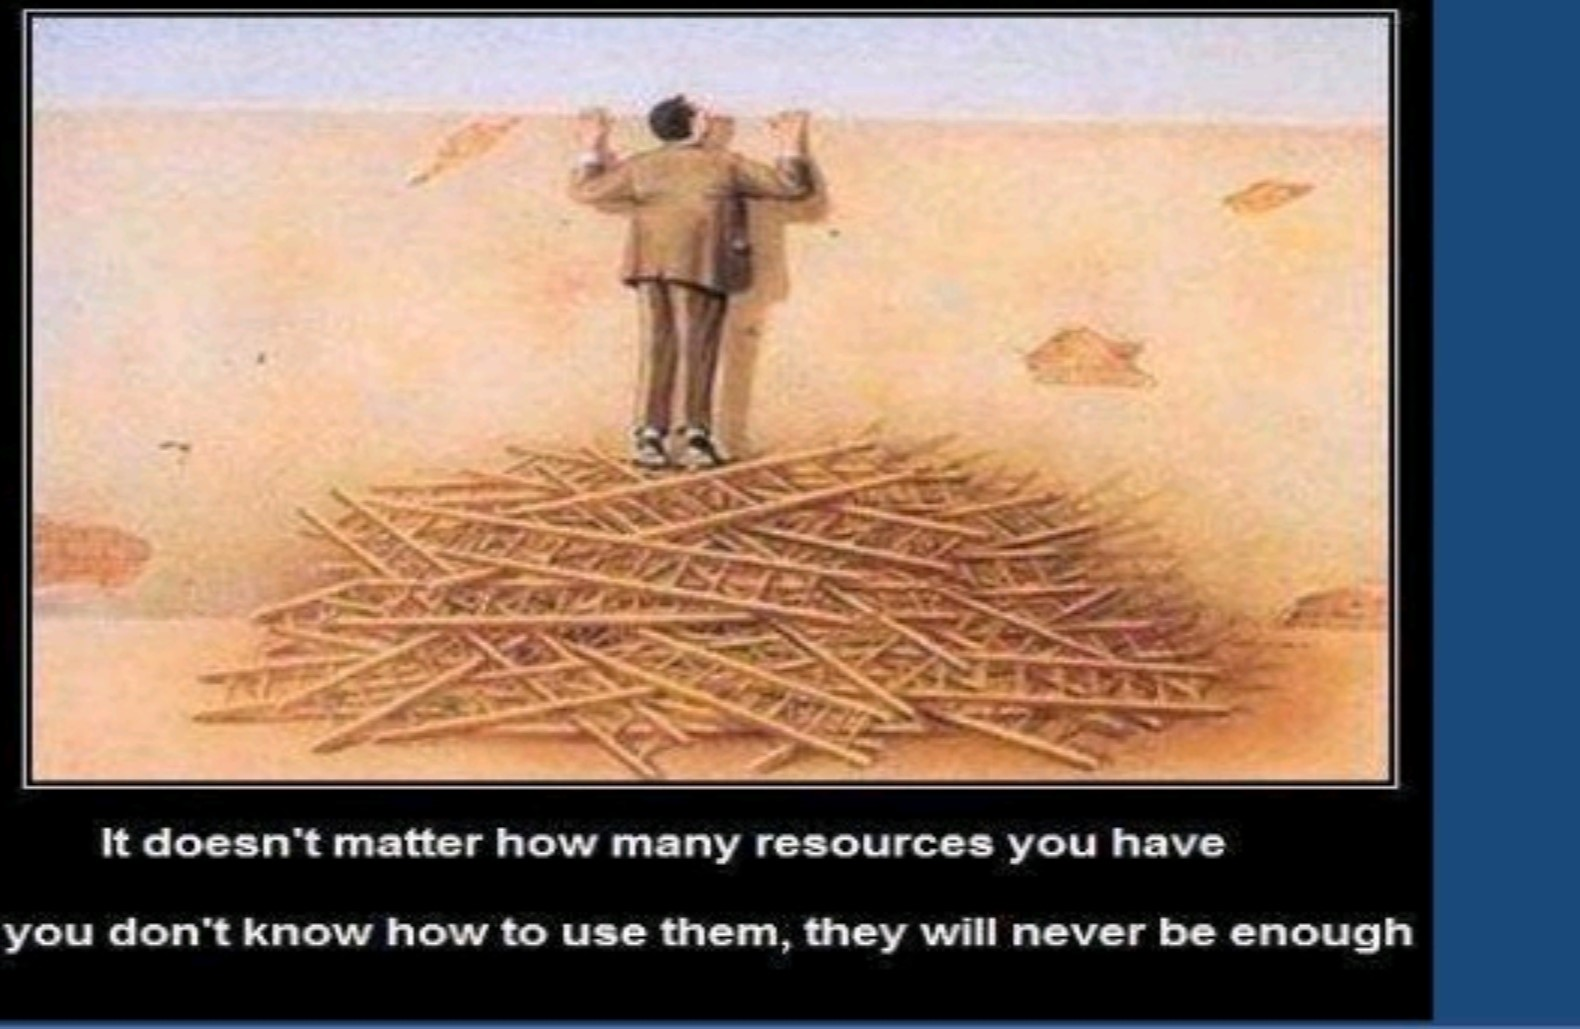 It doesn't matter how many resources you have
you don't know how to use them, they will never be enough